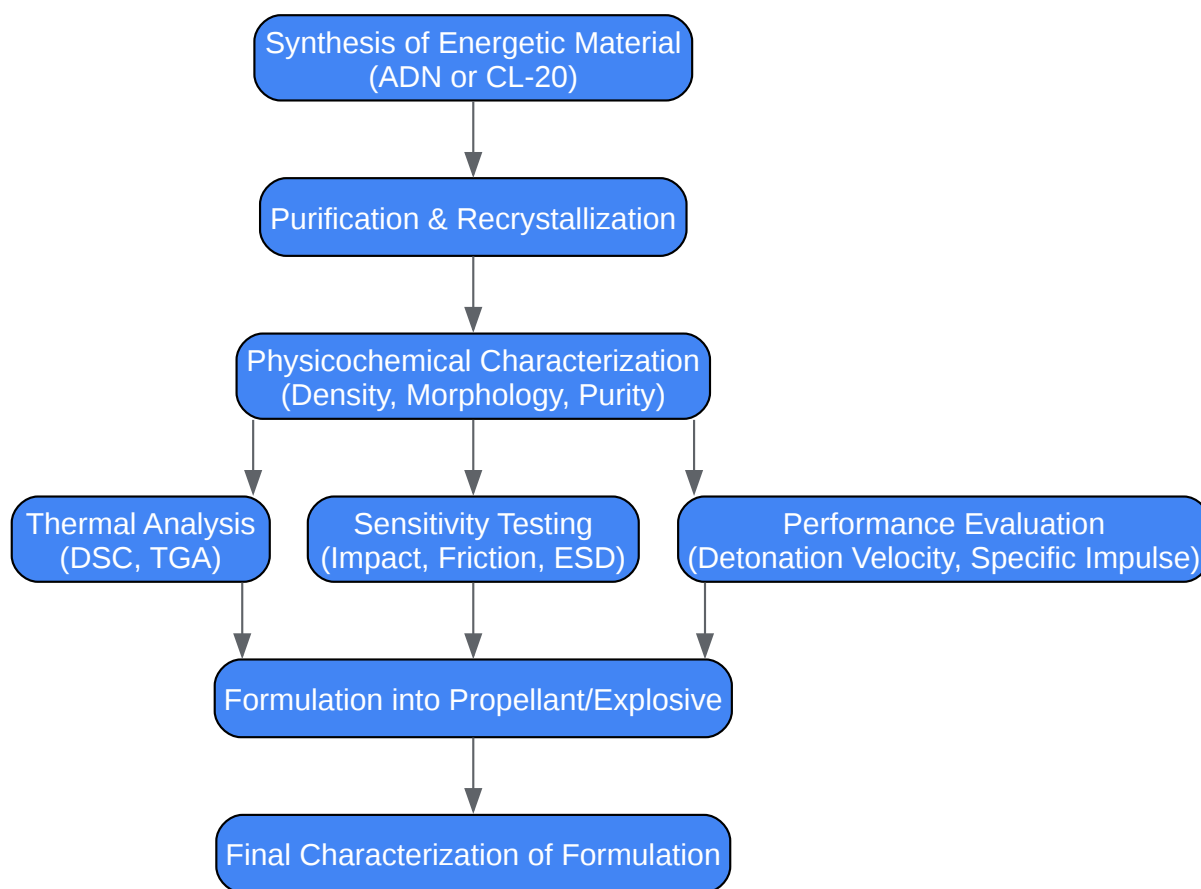 Synthesis of Energetic Material
(ADN or CL-20)
Purification & Recrystallization
Physicochemical Characterization
(Density, Morphology, Purity)
Thermal Analysis
(DSC, TGA)
Sensitivity Testing
(Impact, Friction, ESD)
Performance Evaluation
(Detonation Velocity, Specific Impulse)
Formulation into Propellant/Explosive
Final Characterization of Formulation